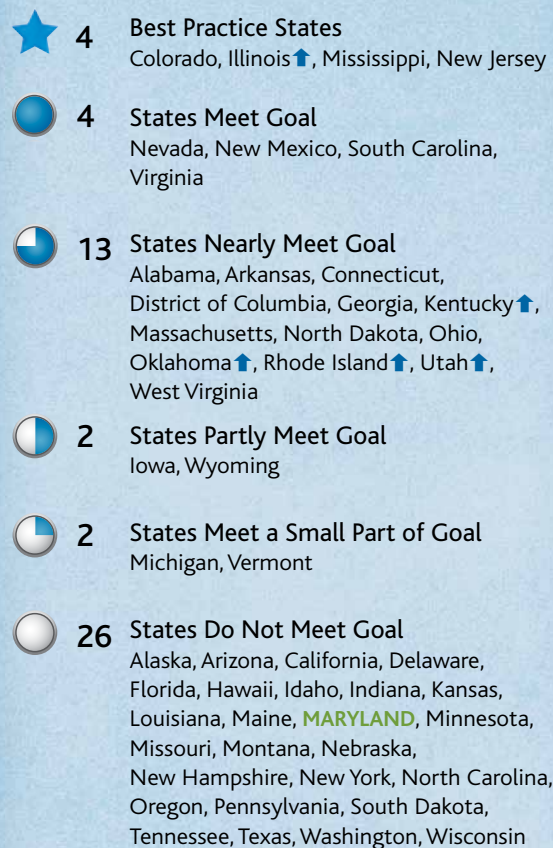 4 Best Practice States
Colorado, Illinois⬆, Mississippi, New Jersey
4 States Meet Goal
Nevada, New Mexico, South Carolina,
Virginia
13 States Nearly Meet Goal
Alabama, Arkansas, Connecticut,
District of Columbia, Georgia, Kentucky⬆,
Massachusetts, North Dakota, Ohio,
Oklahoma⬆, Rhode Island⬆, Utah⬆,
West Virginia
2 States Partly Meet Goal
Iowa, Wyoming
2 States Meet a Small Part of Goal
Michigan, Vermont
26 States Do Not Meet Goal
Alaska, Arizona, California, Delaware,
Florida, Hawaii, Idaho, Indiana, Kansas,
Louisiana, Maine, MARYLAND, Minnesota,
Missouri, Montana, Nebraska,
New Hampshire, New York, North Carolina,
Oregon, Pennsylvania, South Dakota,
Tennessee, Texas, Washington, Wisconsin